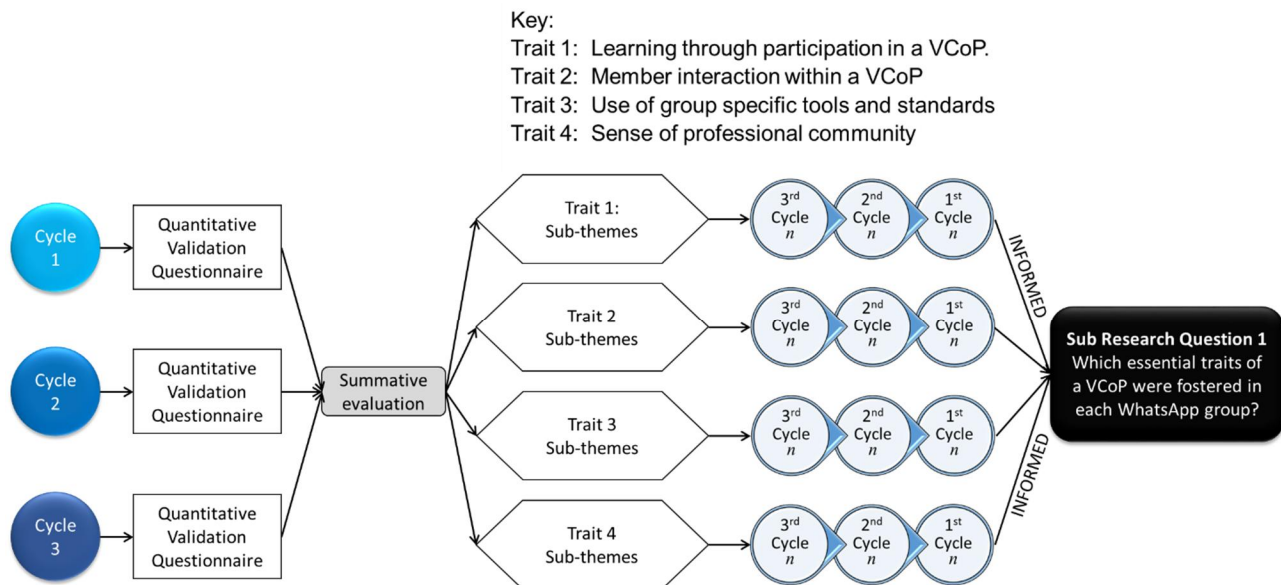 Key:
Trait 1: Learning through participation in a VCoP.
Trait 2: Member interaction within a VCoP
Trait 3: Use of group specific tools and standards
Trait 4: Sense of professional community
Cycle
1
Quantitative
Validation
Questionnaire
Cycle
2
Quantitative
Validation
Questionnaire
Cycle
3
Quantitative
Validation
Questionnaire
Summative
evaluation
Trait 1:
Sub-themes
3rd
Cycle
n
2nd
Cycle
n
1st
Cycle
n
Trait 2
Sub-themes
3rd
Cycle
n
2nd
Cycle
n
1st
Cycle
n
Trait 3
Sub-themes
3rd
Cycle
n
2nd
Cycle
n
1st
Cycle
n
Trait 4
Sub-themes
3rd
Cycle
n
2nd
Cycle
n
1st
Cycle
n
INFORMED
INFORMED
Sub Research Question 1
Which essential traits of
a VCoP were fostered in
each WhatsApp group?